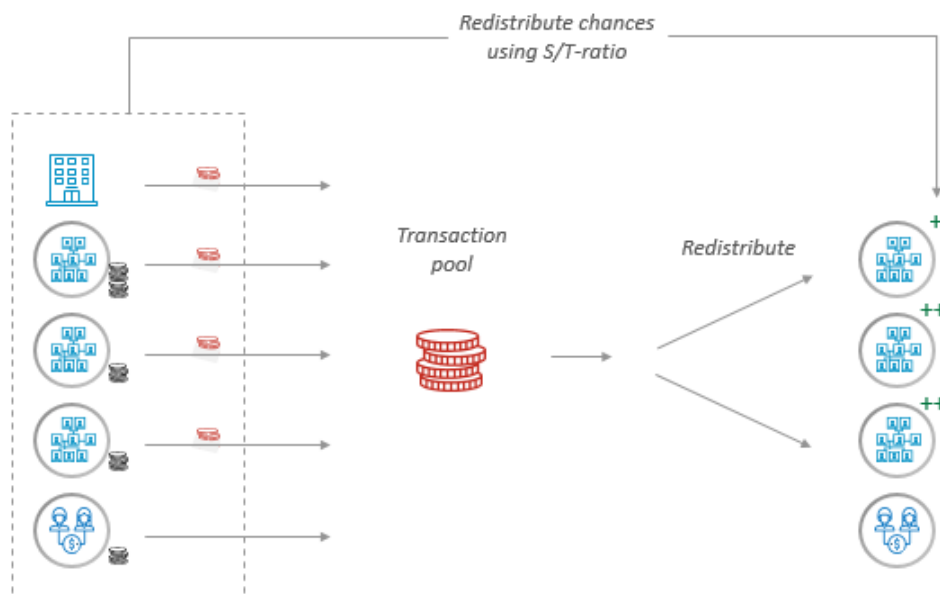 Redistribute chances
using S/T-ratio
Transaction
pool
Redistribute
+
++
++
$
$